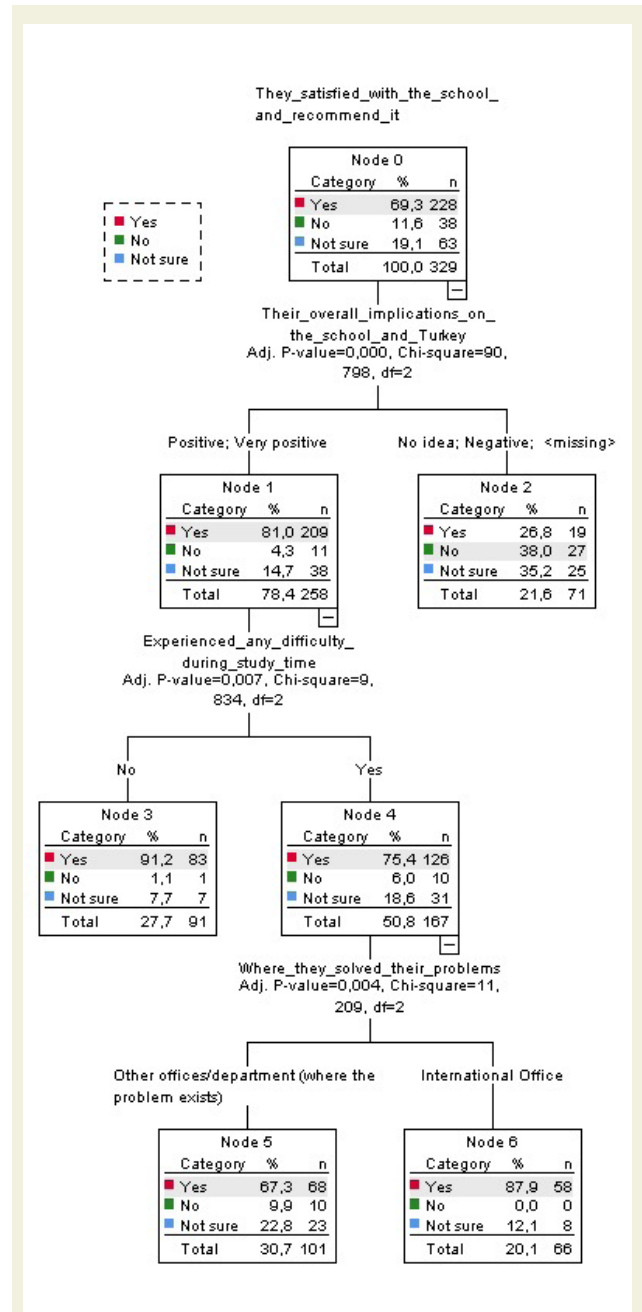 They_satisfied_with_the_school_
and_recommend_it
Node 0
Category % n
Yes 69,3 228
No 11,6 38
Not sure 19,1 63
Total 100,0 329
Yes
No
Not sure
Their_overall_implications_on_
the_school_and_Turkey
Adj. P-value=0,000, Chi-square=90,
798, df=2
Positive; Very positive
No idea; Negative; <missing>
Node 1
Category % n
Yes 81,0 209
No 4,3 11
Not sure 14,7 38
Total 78,4 258
Node 2
Category % n
Yes 26,8 19
No 38,0 27
Not sure 35,2 25
Total 21,6 71
Experienced_any_difficulty_
during_study_time
Adj. P-value=0,007, Chi-square=9,
834, df=2
No
Yes
Node 3
Category % n
Yes 91,2 83
No 1,1 1
Not sure 7,7 7
Total 27,7 91
Node 4
Category % n
Yes 75,4 126
No 6,0 10
Not sure 18,6 31
Total 50,8 167
Where_they_solved_their_problems
Adj. P-value=0,004, Chi-square=11,
209, df=2
Other offices/department (where the
problem exists)
International Office
Node 5
Category % n
Yes 67,3 68
No 9,9 10
Not sure 22,8 23
Total 30,7 101
Node 6
Category % n
Yes 87,9 58
No 0,0 0
Not sure 12,1 8
Total 20,1 66